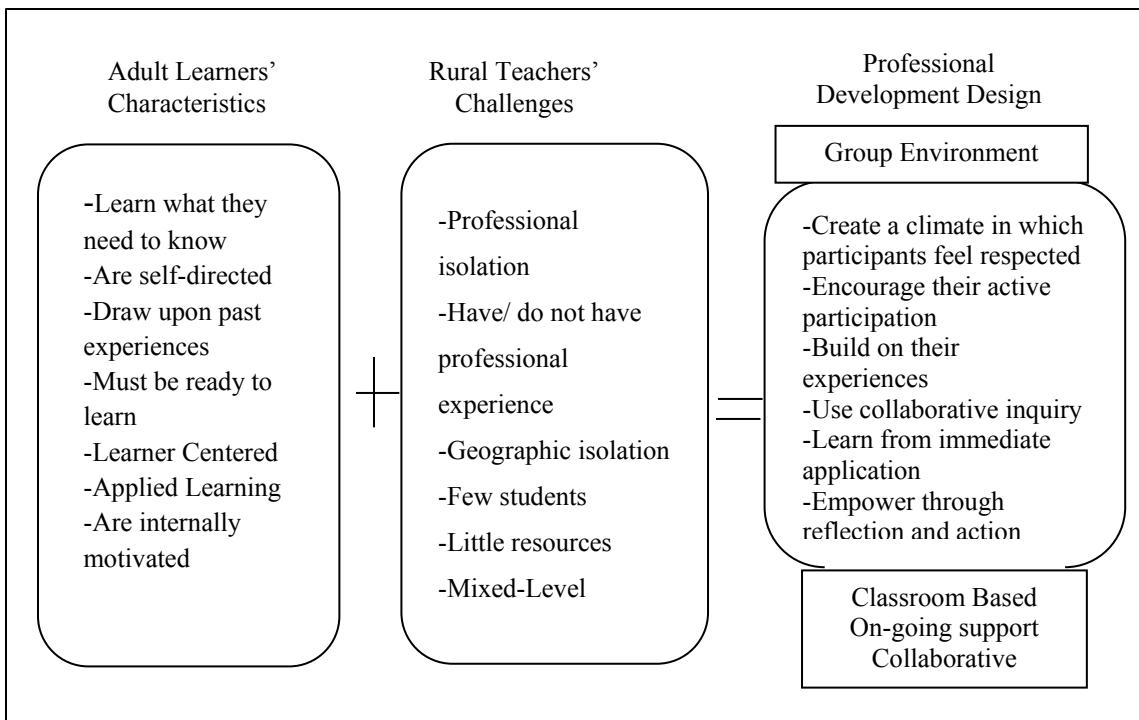 Adult Learners’
Characteristics
-Learn what they
need to know
-Are self-directed
-Draw upon past
experiences
-Must be ready to
learn
-Learner Centered
-Applied Learning
-Are internally
motivated
Rural Teachers’
Challenges
-Professional
isolation
-Have/ do not have
professional
experience
-Geographic isolation
-Few students
-Little resources
-Mixed-Level
Professional
Development Design
Group Environment
-Create a climate in which
participants feel respected
-Encourage their active
participation
-Build on their
experiences
-Use collaborative inquiry
-Learn from immediate
application
-Empower through
reflection and action
Classroom Based
On-going support
Collaborative